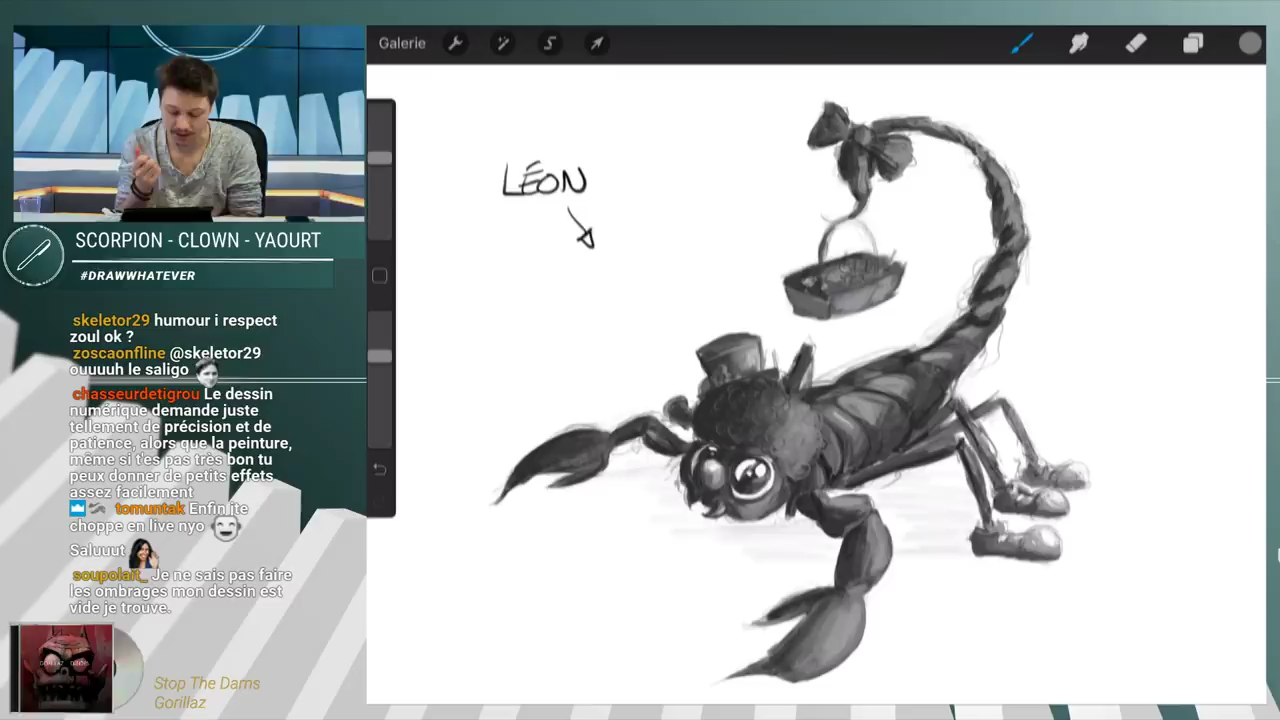 Galerie
LÉON
SCORPION - CLOWN - YAOURT
#DRAWWHATEVER
skeletor29 humour i respect
zoul ok ?
zoscaonfline @skeletor29
ouuuuh le saligo
chasseurdetigrou Le dessin
numérique demande juste
tellement de précision et de
patience, alors que la peinture,
même si t'es pas très bon tu
peux donner de petits effets
assez facilement
tomuntak Enfin jte
choppe en live nyo
Saluuut
soupolait_ Je ne sais pas faire
les ombrages mon dessin est
vide je trouve.
Stop The Dams
Gorillaz